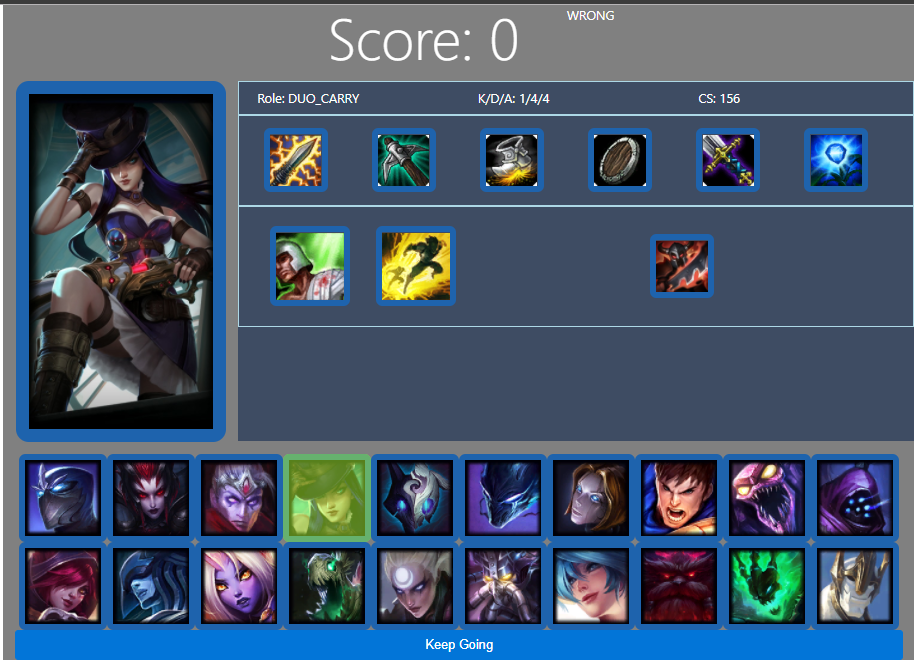 WRONG
Score: 0
Role: DUO_CARRY
K/D/A: 1/4/4
CS: 156
Keep Going